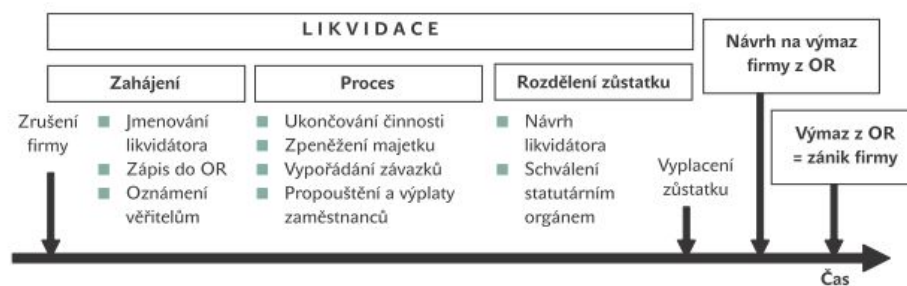 LIKVIDACE
Návrh na výmaz
firmy z OR
Zahájení
Proces
Rozdělení zůstatku
Zrušení
firmy
Jmenování
likvidátora
Zápis do OR
Oznámení
věřitelům
Ukončování činnosti
Zpeněžení majetku
Vypořádání závazků
Propouštění a výplaty
zaměstnanců
Návrh
likvidátora
Schválení
statutárním
orgánem
Vyplacení
zůstatku
Výmaz z OR
= zánik firmy
Čas